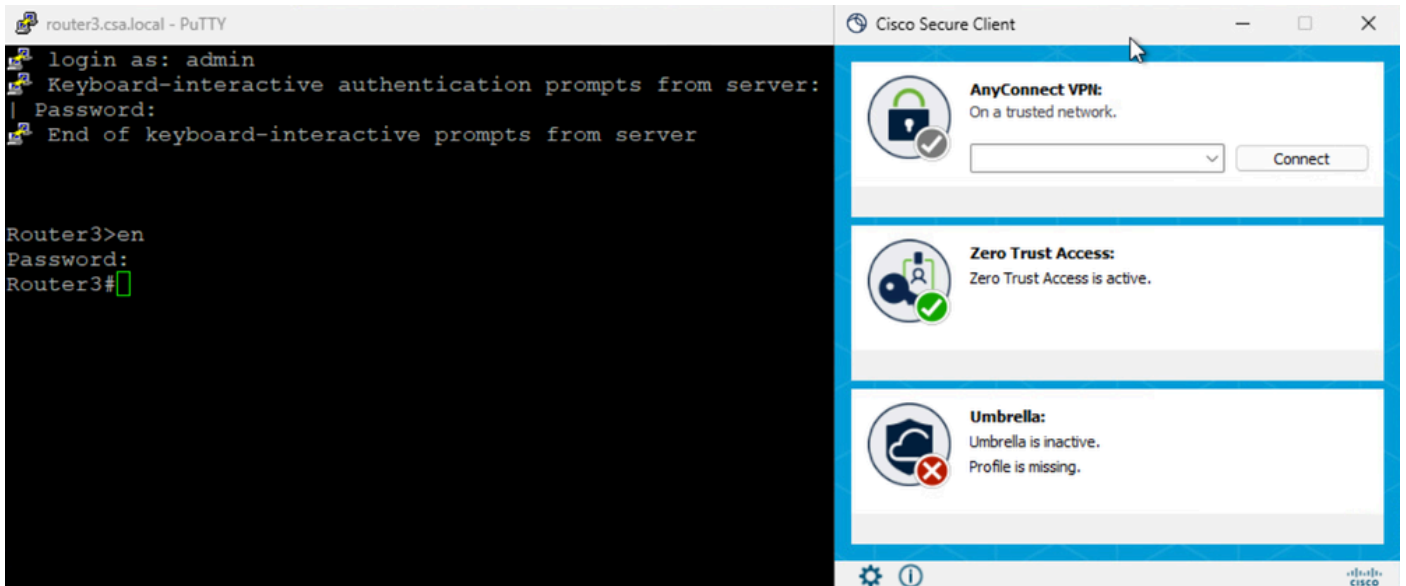 router3.csa.local - PuTTY
login as: admin
Keyboard-interactive authentication prompts from server:
| Password:
End of keyboard-interactive prompts from server
Router3>en
Password:
Router3#
Cisco Secure Client
AnyConnect VPN:
On a trusted network.
Connect
Zero Trust Access:
Zero Trust Access is active.
Umbrella:
Umbrella is inactive.
Profile is missing.
CISCO